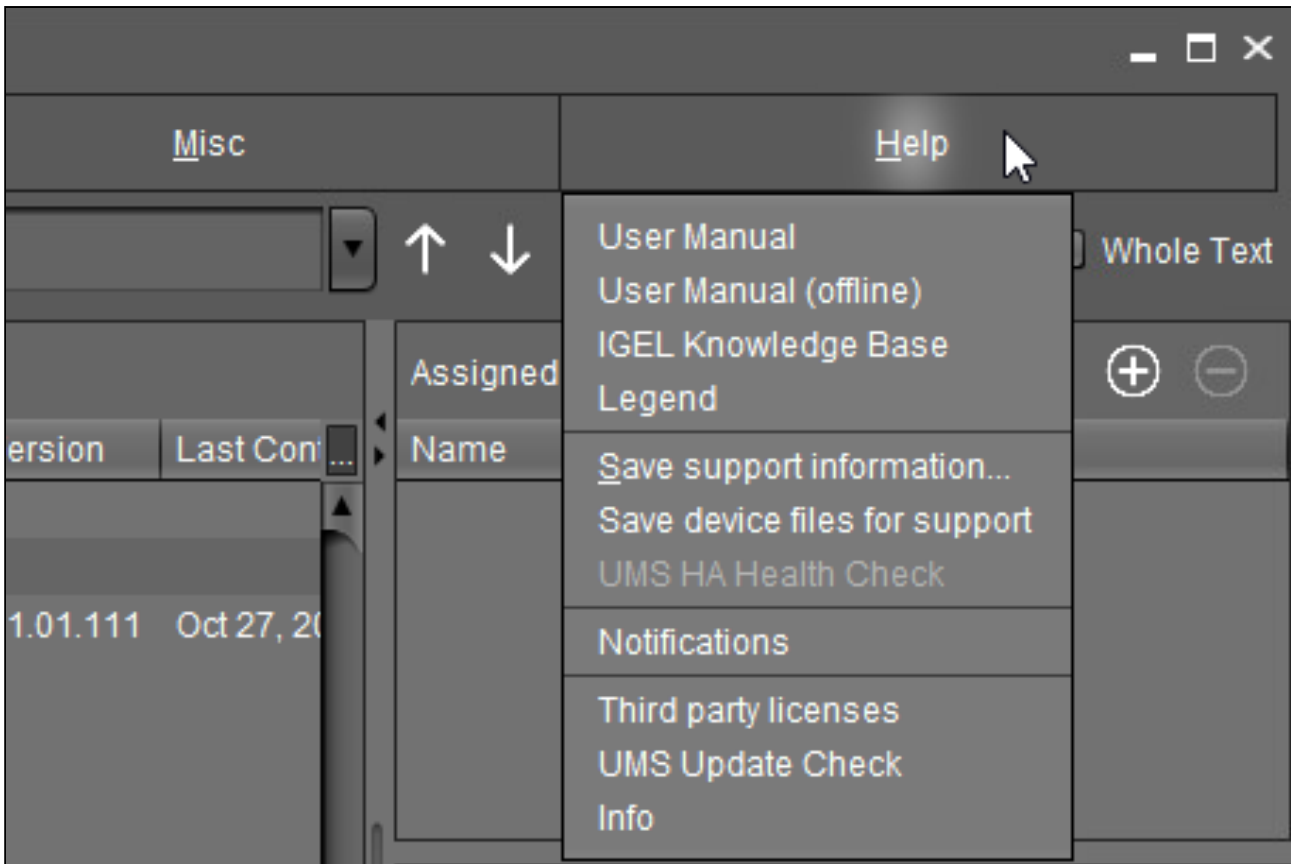 Misc
Help
User Manual
Whole Text
User Manual (offline)
IGEL Knowledge Base
Assigned
Legend
ersion
Last Con
...
Name
Save support information...
Save device files for support
UMS HA Health Check
1.01.111
Oct 27, 20
Notifications
Third party licenses
UMS Update Check
Info